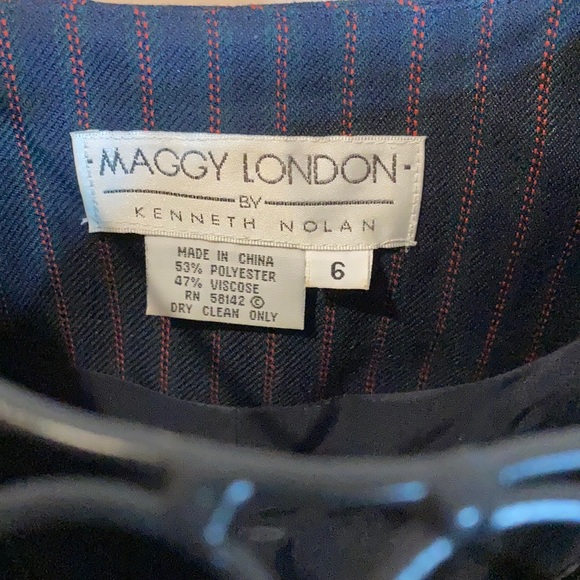 MAGGY LONDON
BY
KENNETH NOLAN
MADE IN CHINA
53% POLYESTER
47% VISCOSE
RN 58142 ©
DRY CLEAN ONLY
6